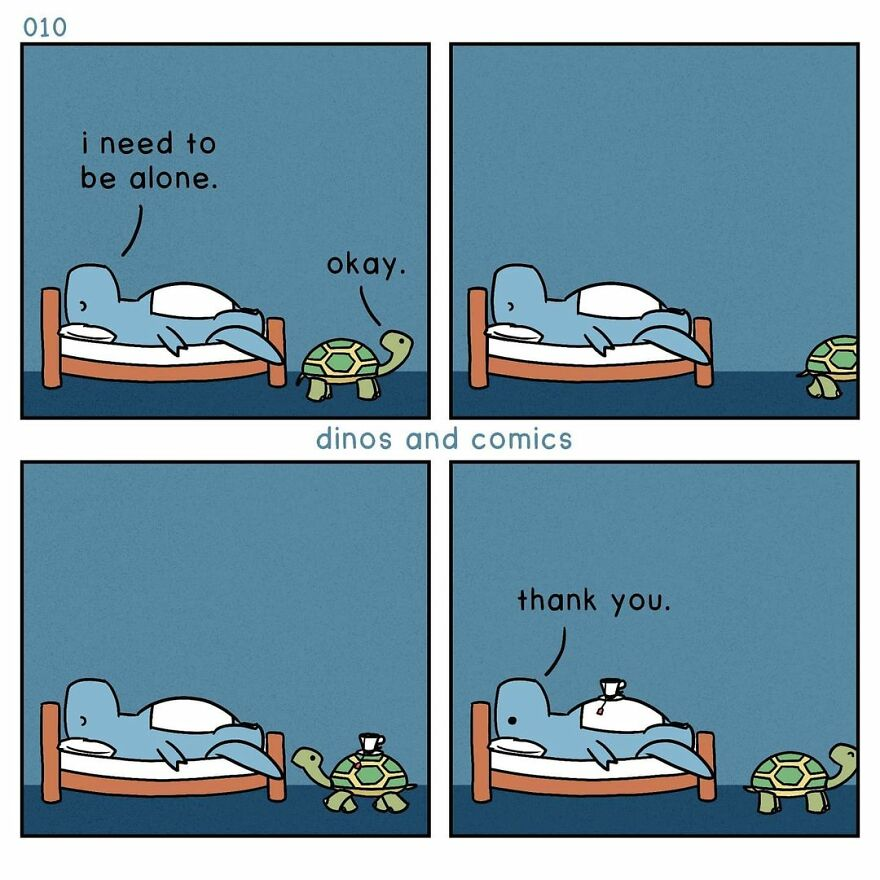 010
i need to
be alone.
okay.
dinos and comics
thank you.